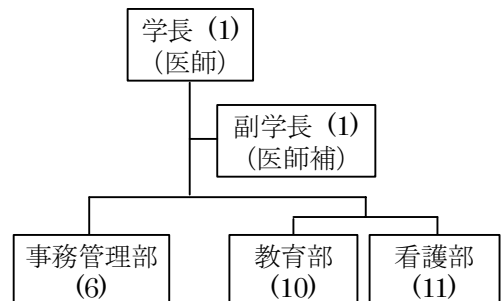 学長 (1)
(医師)
副学長 (1)
(医師補)
事務管理部
(6)
教育部
(10)
看護部
(11)